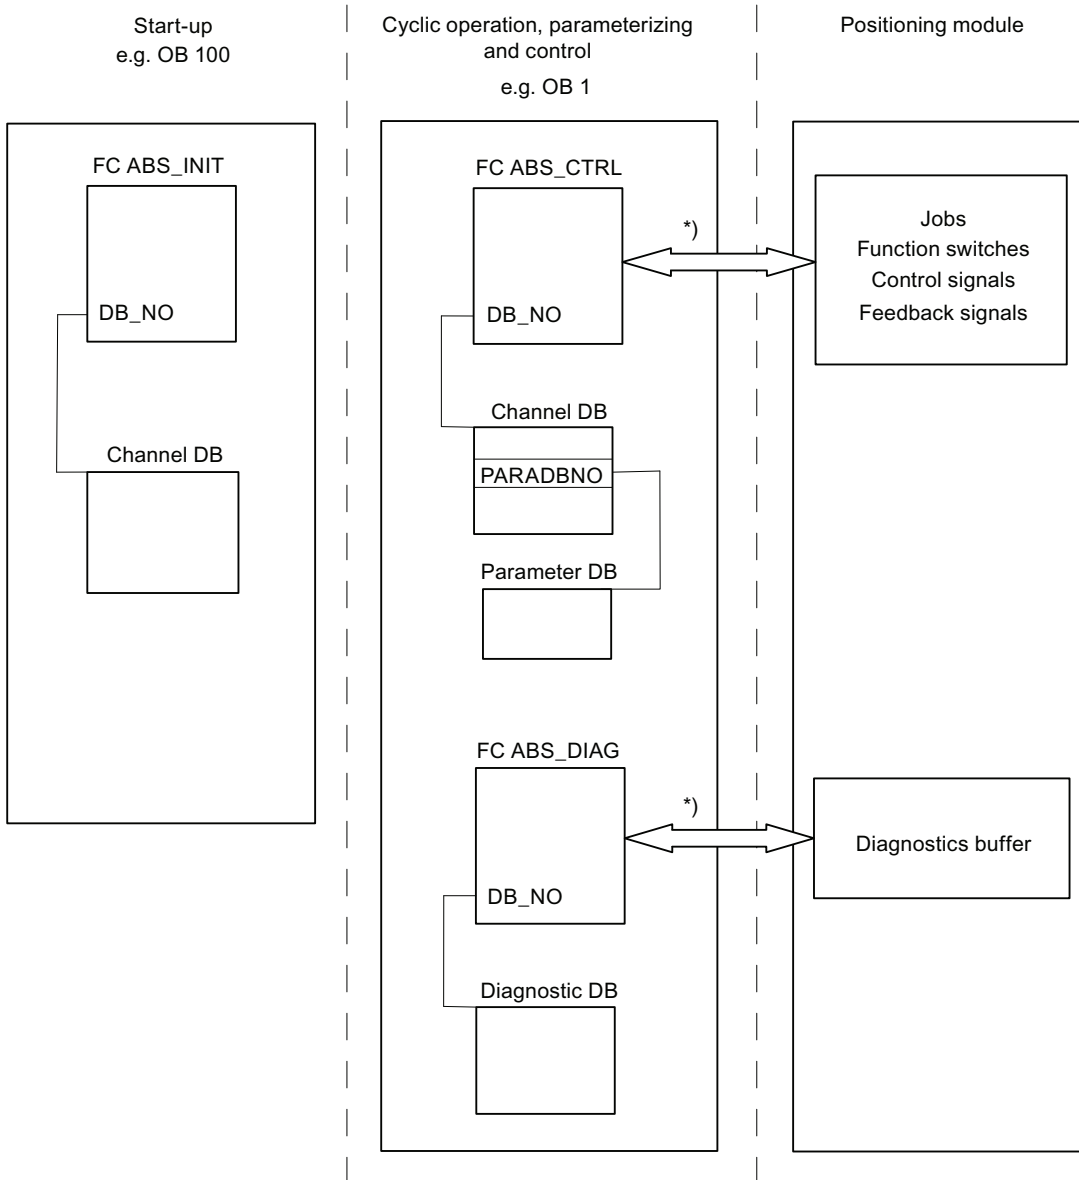 Start-up
e.g. OB 100
Cyclic operation, parameterizing
and control
e.g. OB 1
Positioning module
FC ABS_INIT
DB_NO
Channel DB
FC ABS_CTRL
DB_NO
Channel DB
PARADBNO
Parameter DB
FC ABS_DIAG
DB_NO
Diagnostic DB
*)
*)
Jobs
Function switches
Control signals
Feedback signals
Diagnostics buffer